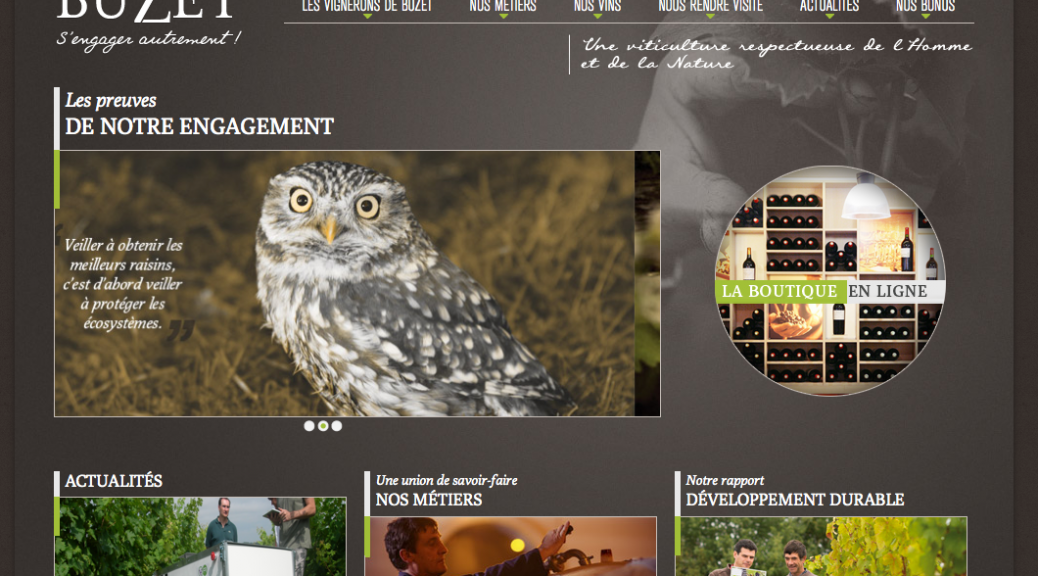 BUZET
S'engager autrement !
LES VIGNERONS DE BUZET NOS MÉTIERS NOS VINS NOUS RENDRE VISITE ACTUALITÉS NOS BONUS
Une viticulture respectueuse de l'Homme
et de la Nature
Les preuves
DE NOTRE ENGAGEMENT
Veiller à obtenir les
meilleurs raisins,
c'est d'abord veiller
à protéger les
écosystèmes. ”
LA BOUTIQUE EN LIGNE
ACTUALITÉS
Une union de savoir-faire
NOS MÉTIERS
Notre rapport
DÉVELOPPEMENT DURABLE